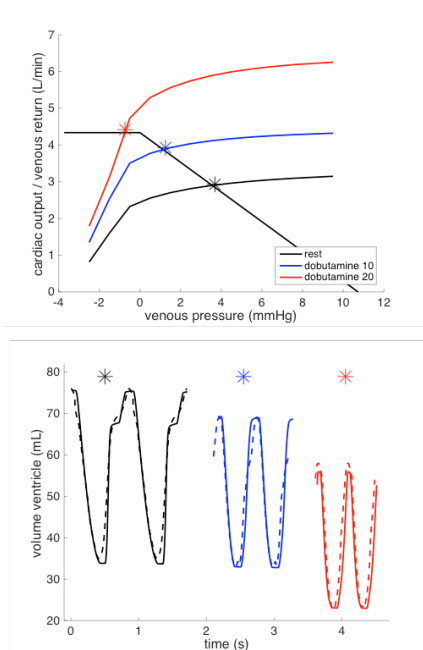 7
6
5
4
3
2
1
0
cardiac output / venous return (L/min)
rest
dobutamine 10
dobutamine 20
-4 -2 0 2 4 6 8 10 12
venous pressure (mmHg)
80
70
60
50
40
30
20
volume ventricle (mL)
0 1 2 3 4
time (s)